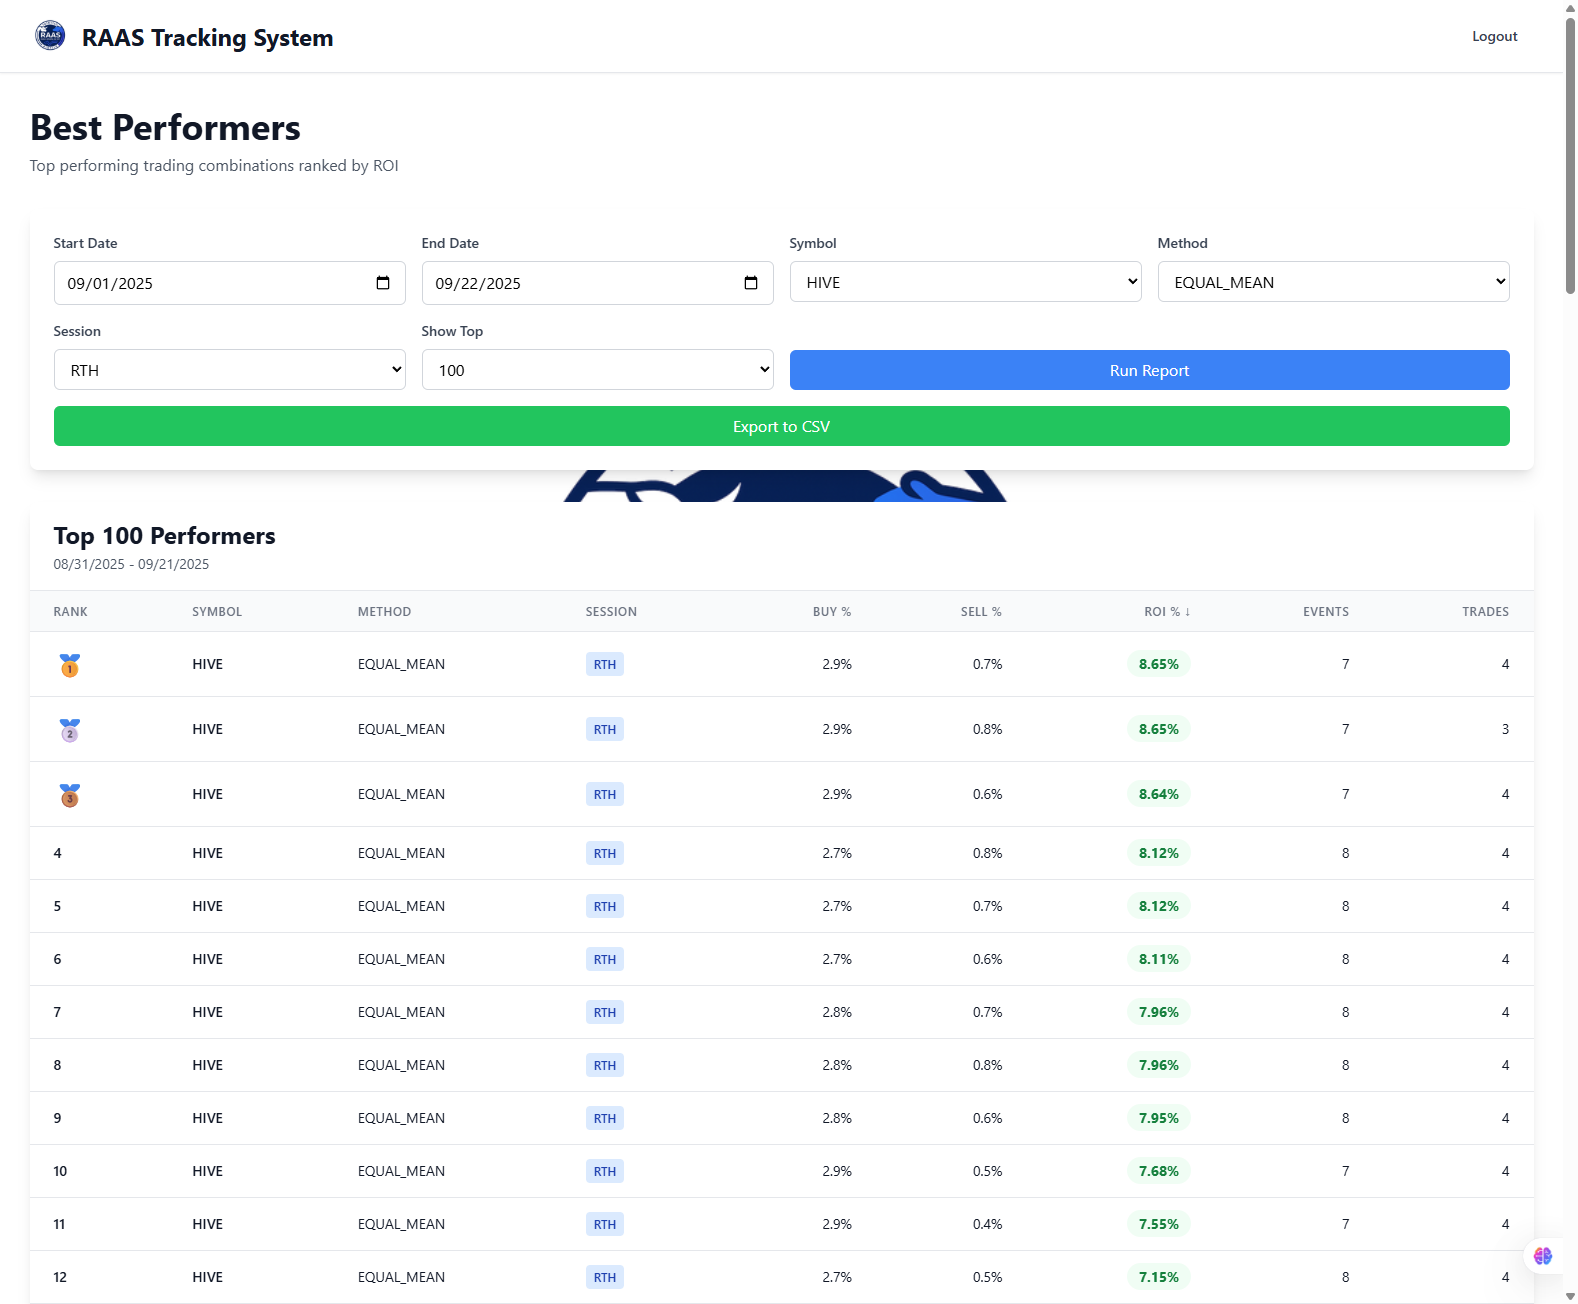 RAAS
RAAS Tracking System
Logout
Best Performers
Top performing trading combinations ranked by ROI
Start Date End Date Symbol Method
09/01/2025 09/22/2025 HIVE EQUAL_MEAN
Session Show Top
RTH 100 Run Report
Export to CSV
Top 100 Performers
08/31/2025 - 09/21/2025
RANK SYMBOL METHOD SESSION BUY % SELL % ROI % ↓ EVENTS TRADES
1 HIVE EQUAL_MEAN RTH 2.9% 0.7% 8.65% 7 4
2 HIVE EQUAL_MEAN RTH 2.9% 0.8% 8.65% 7 3
3 HIVE EQUAL_MEAN RTH 2.9% 0.6% 8.64% 7 4
4 HIVE EQUAL_MEAN RTH 2.7% 0.8% 8.12% 8 4
5 HIVE EQUAL_MEAN RTH 2.7% 0.7% 8.12% 8 4
6 HIVE EQUAL_MEAN RTH 2.7% 0.6% 8.11% 8 4
7 HIVE EQUAL_MEAN RTH 2.8% 0.7% 7.96% 8 4
8 HIVE EQUAL_MEAN RTH 2.8% 0.8% 7.96% 8 4
9 HIVE EQUAL_MEAN RTH 2.8% 0.6% 7.95% 8 4
10 HIVE EQUAL_MEAN RTH 2.9% 0.5% 7.68% 7 4
11 HIVE EQUAL_MEAN RTH 2.9% 0.4% 7.55% 7 4
12 HIVE EQUAL_MEAN RTH 2.7% 0.5% 7.15% 8 4